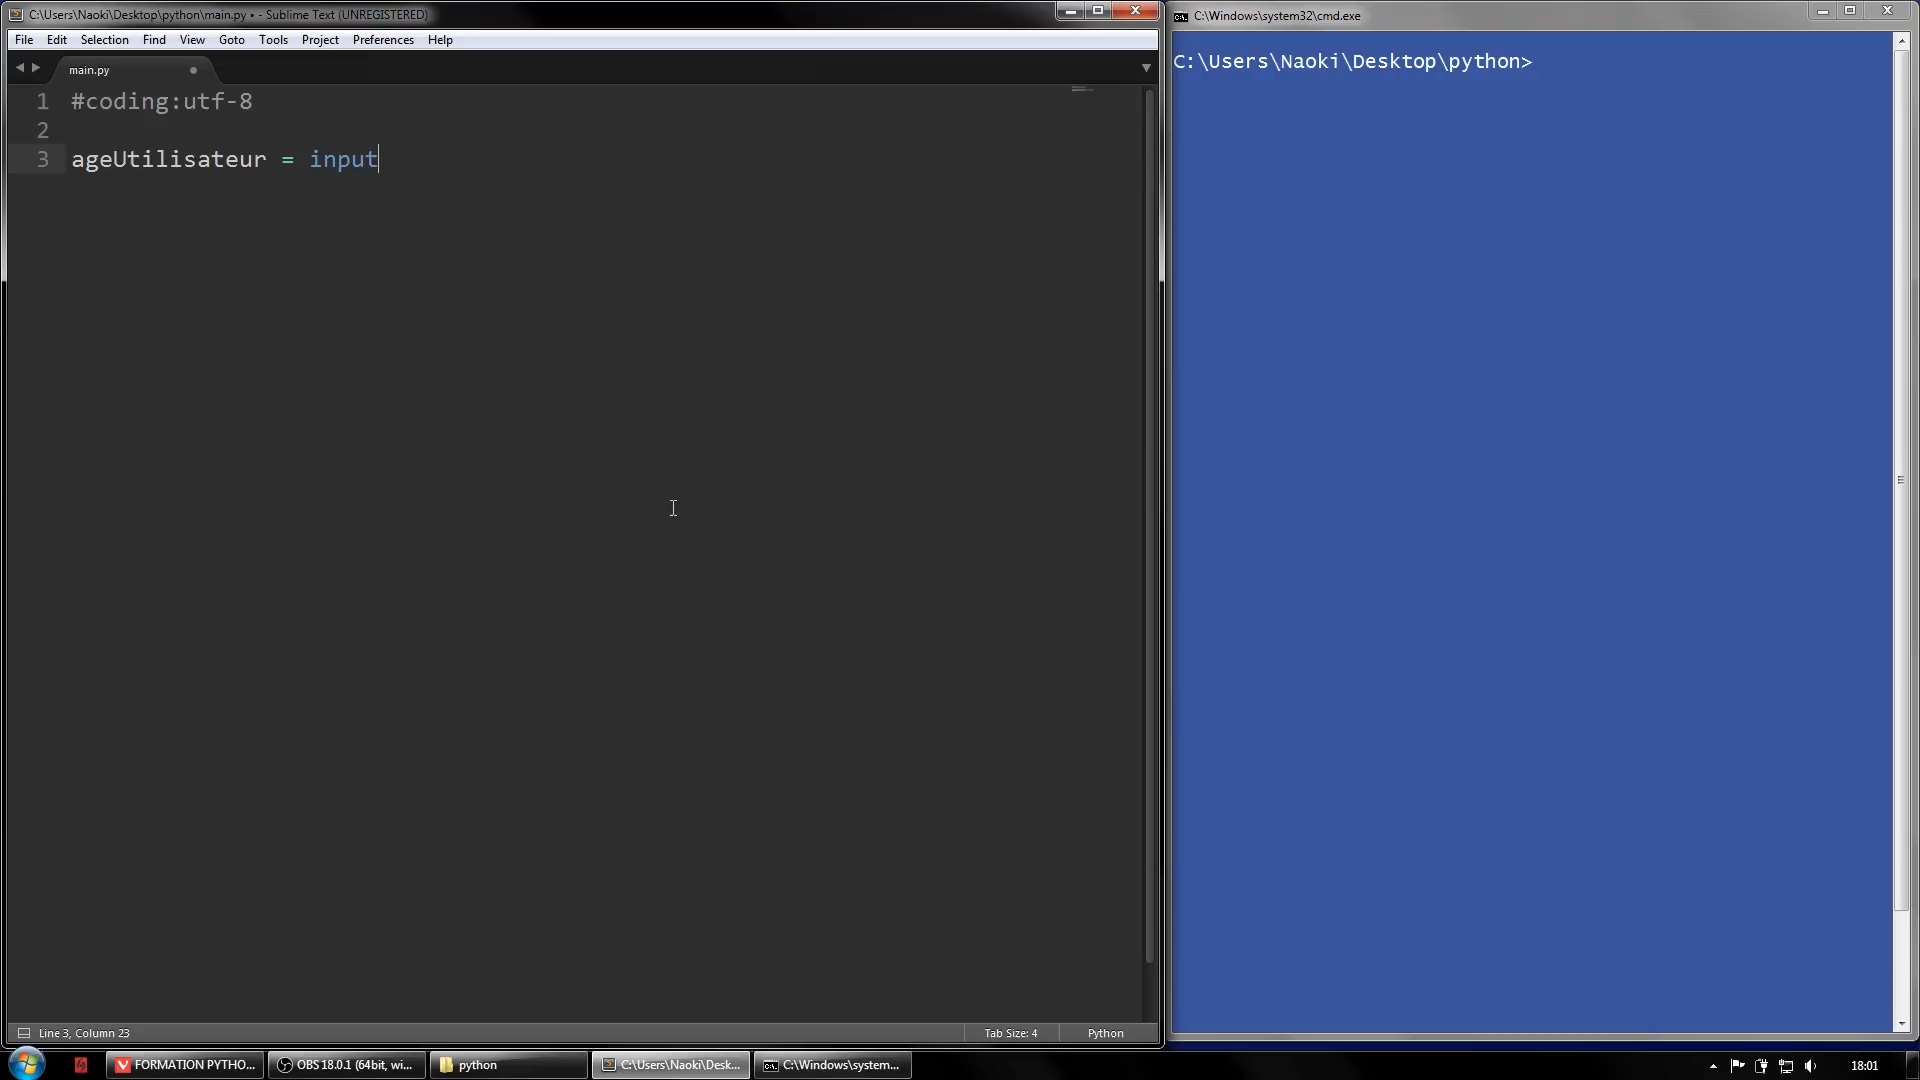 C:\Users\Naoki\Desktop\python\main.py • - Sublime Text (UNREGISTERED)
File Edit Selection Find View Goto Tools Project Preferences Help
main.py
1 #coding:utf-8
2
3 ageUtilisateur = input
Line 3, Column 23
Tab Size: 4
Python
C:\Windows\system32\cmd.exe
C:\Users\Naoki\Desktop\python>
FORMATION PYTHO...
OBS 18.0.1 (64bit, wi...
python
C:\Users\Naoki\Desk...
C:\Windows\system...
18:01